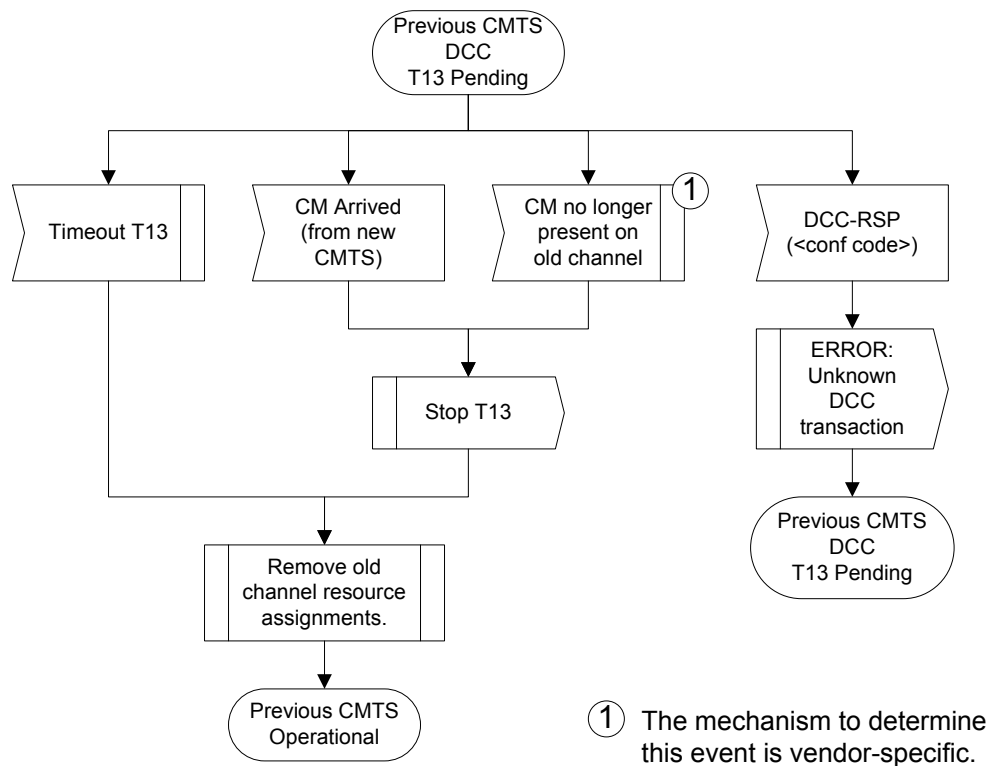 Previous CMTS
DCC
T13 Pending
Timeout T13
CM Arrived
(from new
CMTS)
CM no longer
present on
old channel
1
DCC-RSP
(<conf code>)
ERROR:
Unknown
DCC
transaction
Stop T13
Previous CMTS
DCC
T13 Pending
Remove old
channel resource
assignments.
Previous CMTS
Operational
1 The mechanism to determine
this event is vendor-specific.